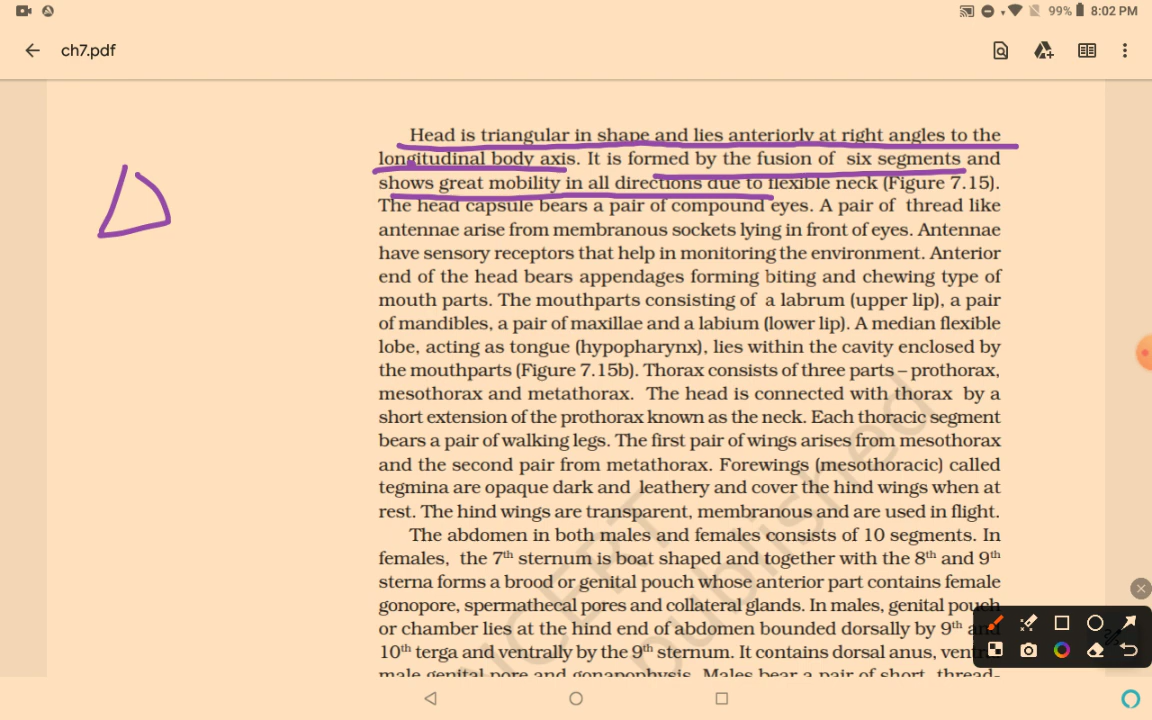 99% 8:02 PM
ch7.pdf
Head is triangular in shape and lies anteriorly at right angles to the
longitudinal body axis. It is formed by the fusion of six segments and
shows great mobility in all directions due to flexible neck (Figure 7.15).
The head capsule bears a pair of compound eyes. A pair of thread like
antennae arise from membranous sockets lying in front of eyes. Antennae
have sensory receptors that help in monitoring the environment. Anterior
end of the head bears appendages forming biting and chewing type of
mouth parts. The mouthparts consisting of a labrum (upper lip), a pair
of mandibles, a pair of maxillae and a labium (lower lip). A median flexible
lobe, acting as tongue (hypopharynx), lies within the cavity enclosed by
the mouthparts (Figure 7.15b). Thorax consists of three parts – prothorax,
mesothorax and metathorax. The head is connected with thorax by a
short extension of the prothorax known as the neck. Each thoracic segment
bears a pair of walking legs. The first pair of wings arises from mesothorax
and the second pair from metathorax. Forewings (mesothoracic) called
tegmina are opaque dark and leathery and cover the hind wings when at
rest. The hind wings are transparent, membranous and are used in flight.
The abdomen in both males and females consists of 10 segments. In
females, the 7th sternum is boat shaped and together with the 8th and 9th
sterna forms a brood or genital pouch whose anterior part contains female
gonopore, spermathecal pores and collateral glands. In males, genital pouch
or chamber lies at the hind end of abdomen bounded dorsally by 9th and
10th terga and ventrally by the 9th sternum. It contains dorsal anus,
male genital pore and gonapophysis. Males bear a pair of short, thread-
NCERT
published